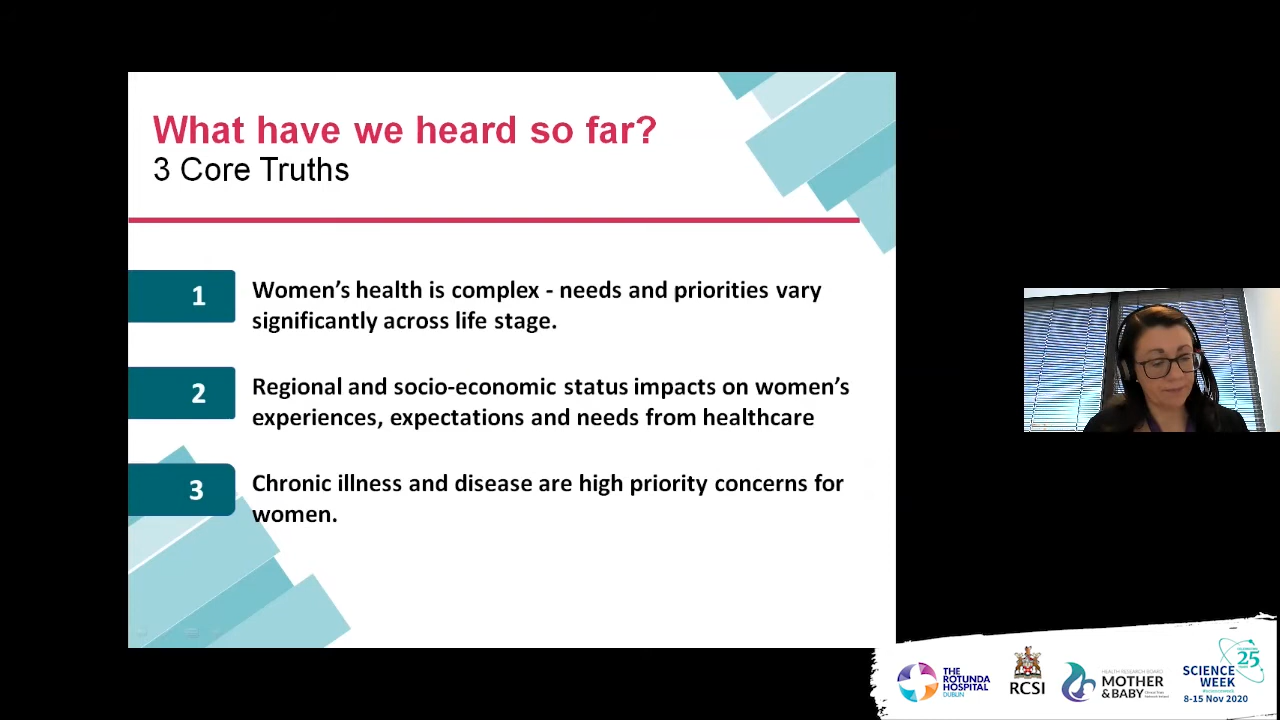 What have we heard so far?
3 Core Truths
1
Women's health is complex - needs and priorities vary
significantly across life stage.
2
Regional and socio-economic status impacts on women's
experiences, expectations and needs from healthcare
3
Chronic illness and disease are high priority concerns for
women.
THE
ROTUNDA
HOSPITAL
DUBLIN
RCSI
HEALTH RESEARCH BOARD
MOTHER
& BABY
Clinical Trials
Network Ireland
CELEBRATING
25
SCIENCE
WEEK
8-15 Nov 2020